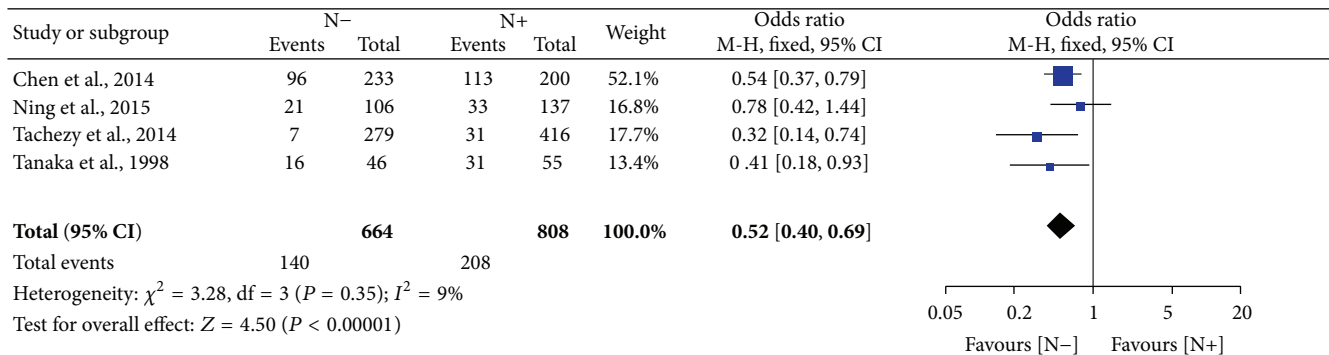 Study or subgroup N− N+ Weight Odds ratio Odds ratio
Events Total Events Total M-H, fixed, 95% CI M-H, fixed, 95% CI
Chen et al., 2014 96 233 113 200 52.1% 0.54 [0.37, 0.79]
Ning et al., 2015 21 106 33 137 16.8% 0.78 [0.42, 1.44]
Tachezy et al., 2014 7 279 31 416 17.7% 0.32 [0.14, 0.74]
Tanaka et al., 1998 16 46 31 55 13.4% 0 .41 [0.18, 0.93]
Total (95% CI) 664 808 100.0% 0.52 [0.40, 0.69]
Total events 140 208
Heterogeneity: χ² = 3.28, df = 3 (P = 0.35); I² = 9%
Test for overall effect: Z = 4.50 (P < 0.00001)
0.05 0.2 1 5 20
Favours [N−] Favours [N+]